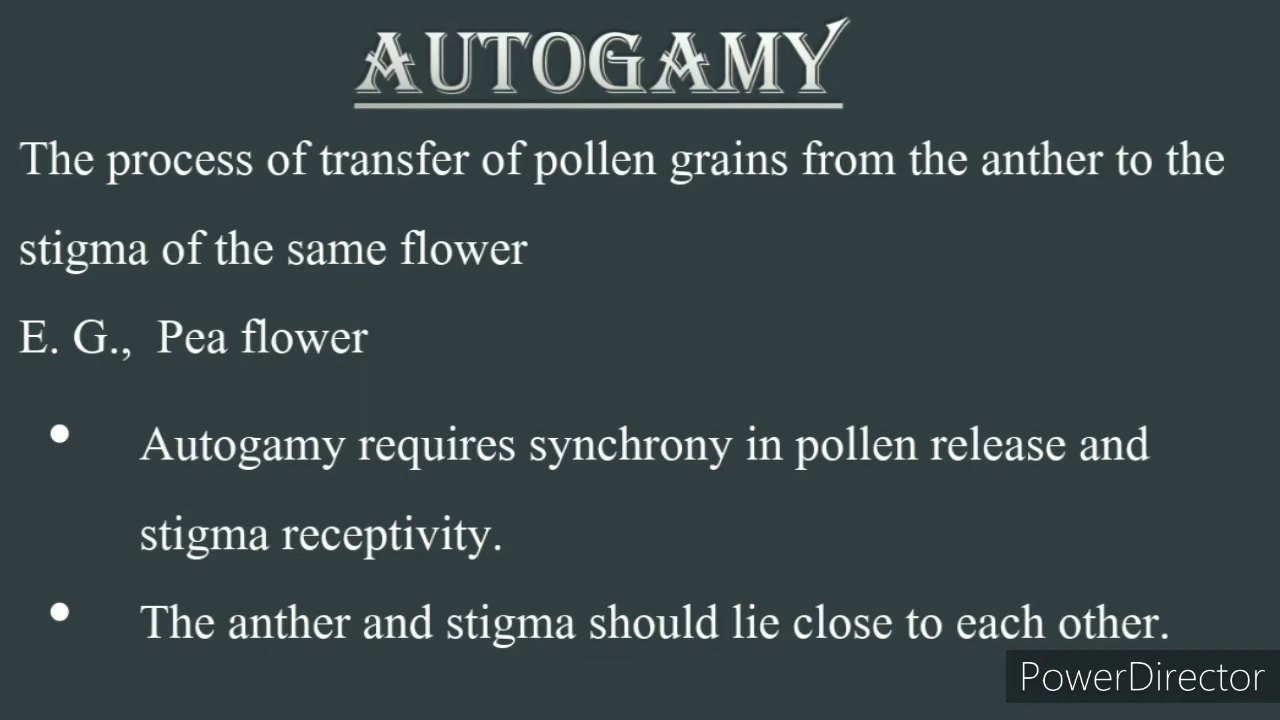 AUTOGAMY
The process of transfer of pollen grains from the anther to the
stigma of the same flower
E. G., Pea flower
• Autogamy requires synchrony in pollen release and
stigma receptivity.
• The anther and stigma should lie close to each other.
PowerDirector